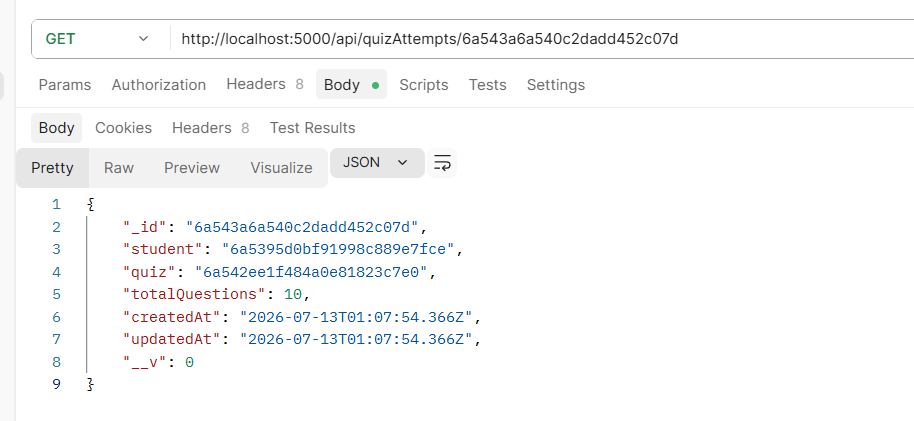 GET http://localhost:5000/api/quizAttempts/6a543a6a540c2dadd452c07d
Params Authorization Headers 8 Body Scripts Tests Settings
Body Cookies Headers 8 Test Results
Pretty Raw Preview Visualize JSON
1 {
2 "_id": "6a543a6a540c2dadd452c07d",
3 "student": "6a5395d0bf91998c889e7fce",
4 "quiz": "6a542ee1f484a0e81823c7e0",
5 "totalQuestions": 10,
6 "createdAt": "2026-07-13T01:07:54.366Z",
7 "updatedAt": "2026-07-13T01:07:54.366Z",
8 "__v": 0
9 }